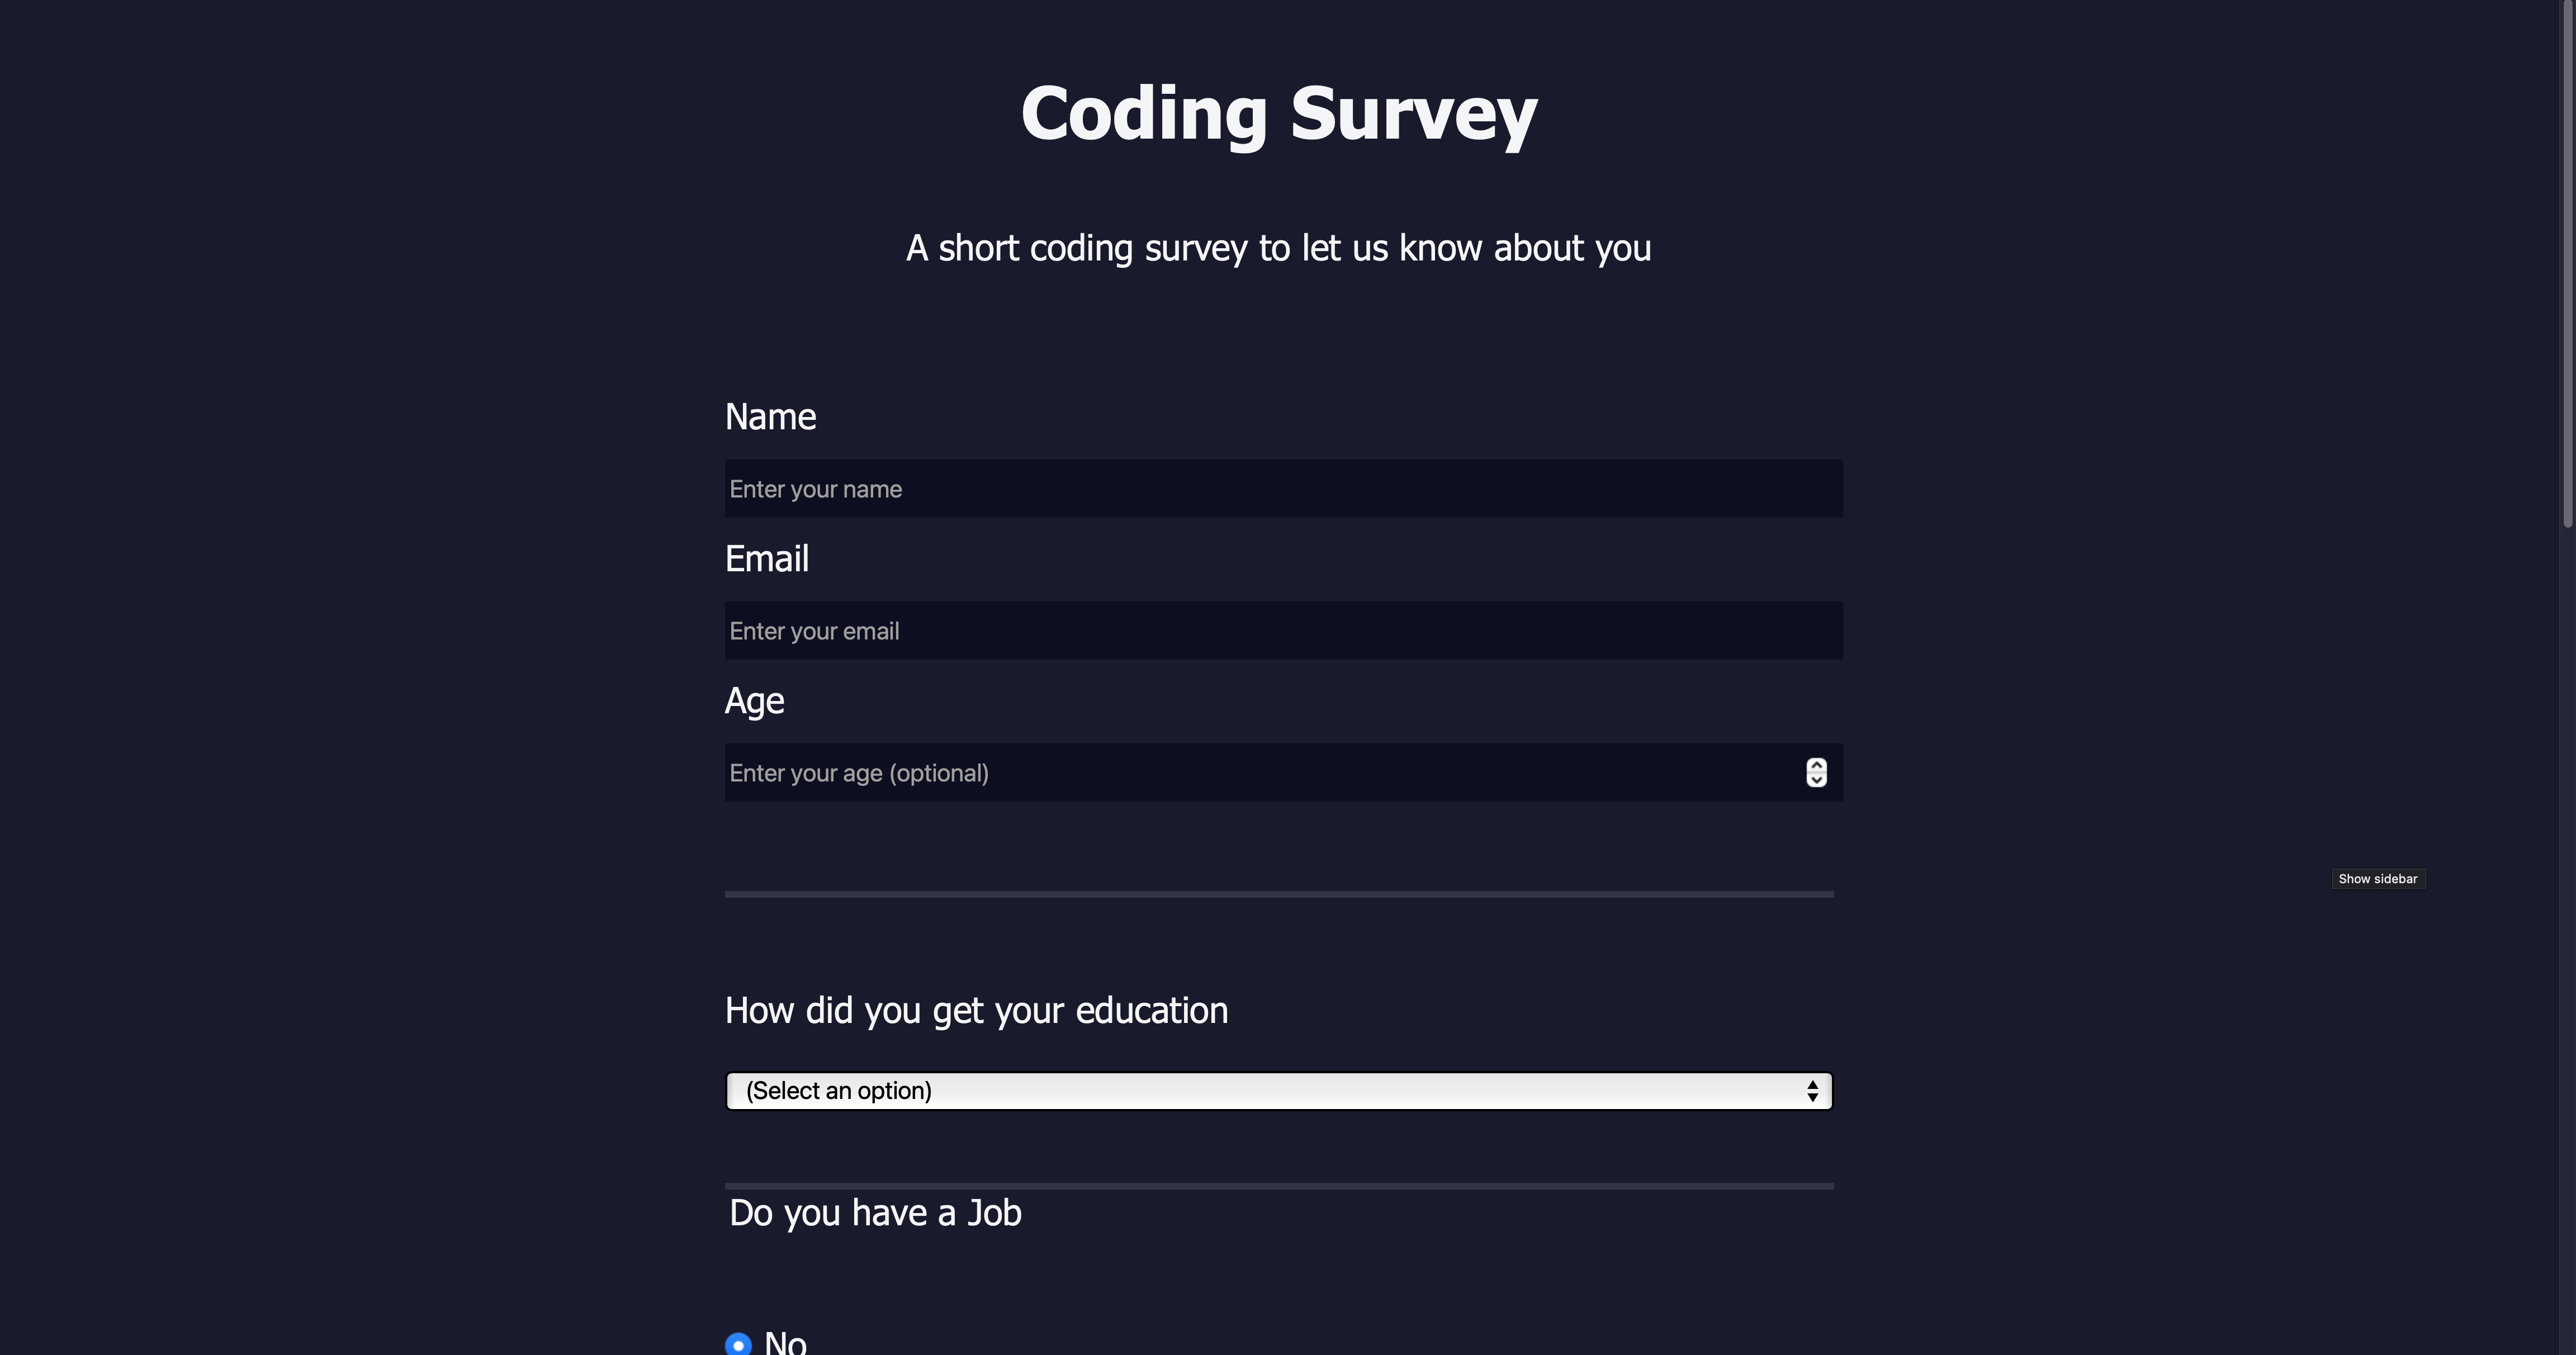 Coding Survey
A short coding survey to let us know about you
Name
Enter your name
Email
Enter your email
Age
Enter your age (optional)
Show sidebar
How did you get your education
(Select an option)
Do you have a Job
No